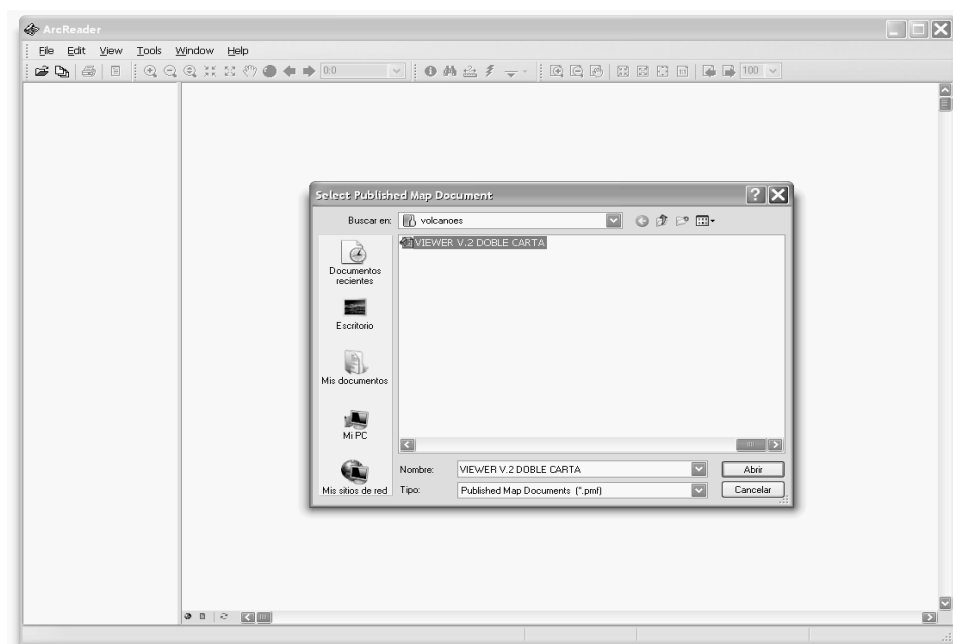 ArcReader
File Edit View Tools Window Help
0:0
100
Select Published Map Document
Buscar en: volcanoes
VIEWER V.2 DOBLE CARTA
Documentos
recientes
Escritorio
Mis documentos
Mi PC
Mis sitios de red
Nombre: VIEWER V.2 DOBLE CARTA Abrir
Tipo: Published Map Documents (*.pmf) Cancelar